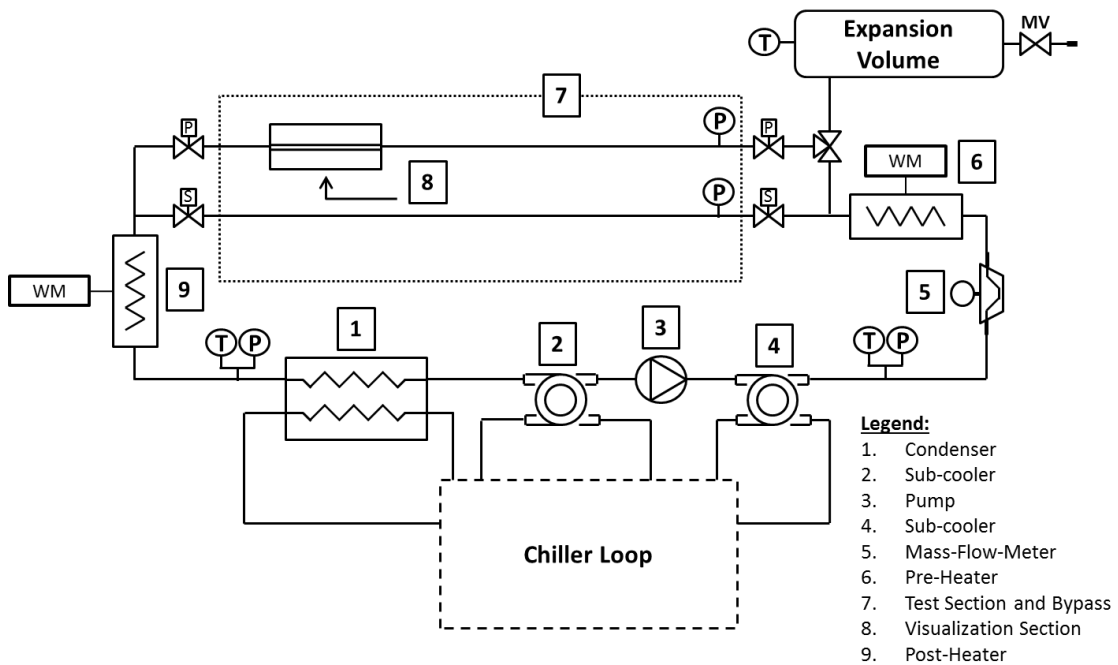 Expansion
Volume
MV
T
7
P
P
P
WM
6
8
S
P
S
WM
9
5
1
2
3
4
T P
T P
Chiller Loop
Legend:
1. Condenser
2. Sub-cooler
3. Pump
4. Sub-cooler
5. Mass-Flow-Meter
6. Pre-Heater
7. Test Section and Bypass
8. Visualization Section
9. Post-Heater